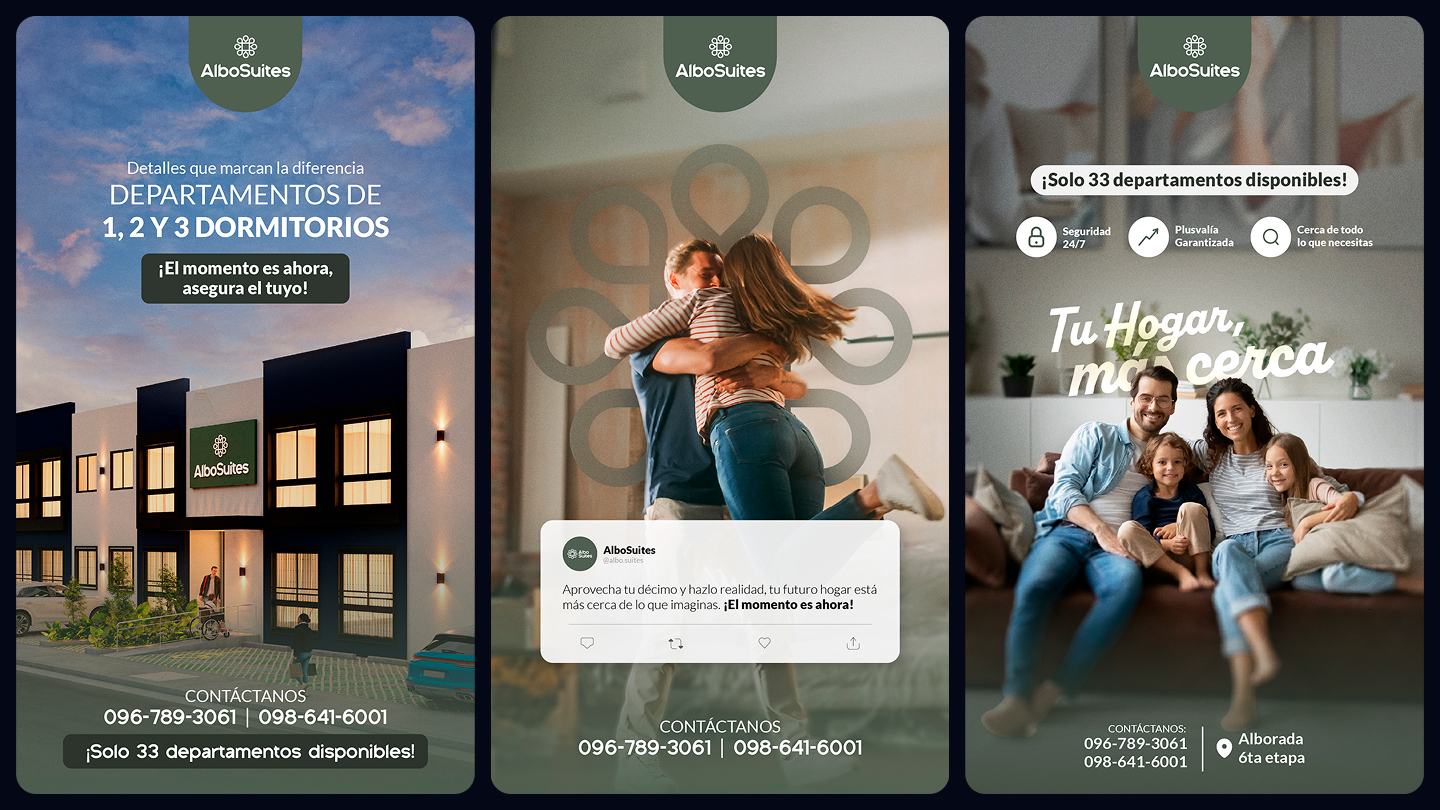 AlboSuites
Detalles que marcan la diferencia
DEPARTAMENTOS DE
1, 2 Y 3 DORMITORIOS
¡El momento es ahora,
asegura el tuyo!
AlboSuites
CONTÁCTANOS
096-789-3061 | 098-641-6001
¡Solo 33 departamentos disponibles!
AlboSuites
Albo
Suites
AlboSuites
@albo.suites
Aprovecha tu décimo y hazlo realidad, tu futuro hogar está
más cerca de lo que imaginas. ¡El momento es ahora!
CONTÁCTANOS
096-789-3061 | 098-641-6001
AlboSuites
¡Solo 33 departamentos disponibles!
Seguridad
24/7
Plusvalía
Garantizada
Cerca de todo
lo que necesitas
Tu Hogar,
más cerca
CONTÁCTANOS:
096-789-3061
098-641-6001
Alborada
6ta etapa